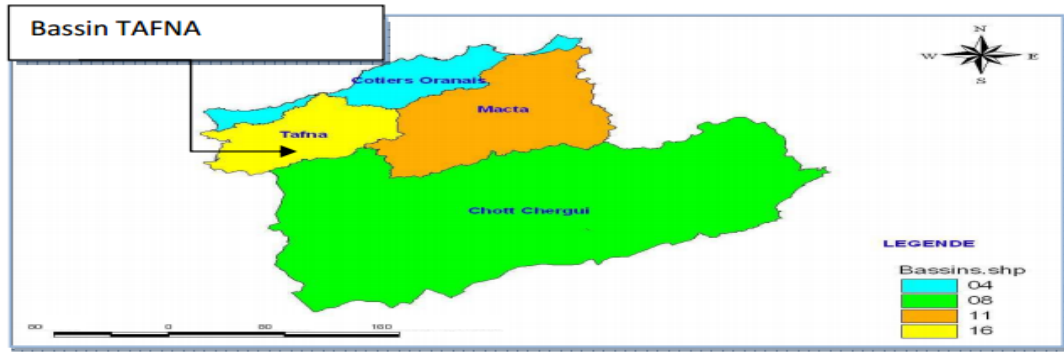 Bassin TAFNA
N
W E
S
Cotiers Oranais
Macta
Tafna
Chott Chergui
LEGENDE
Bassins.shp
04
08
11
16
80 0 80 160